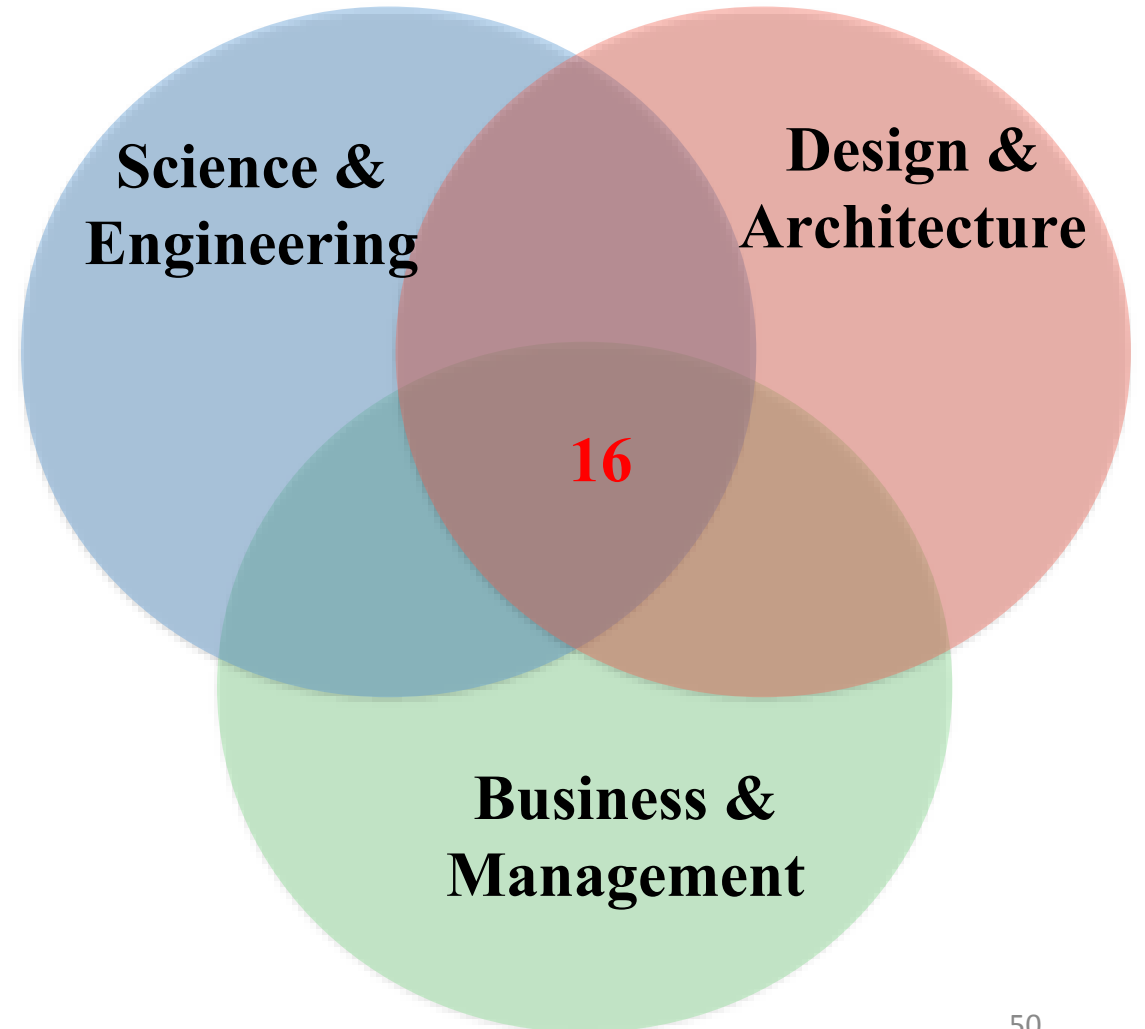 Science &
Engineering
Design &
Architecture
16
Business &
Management
50